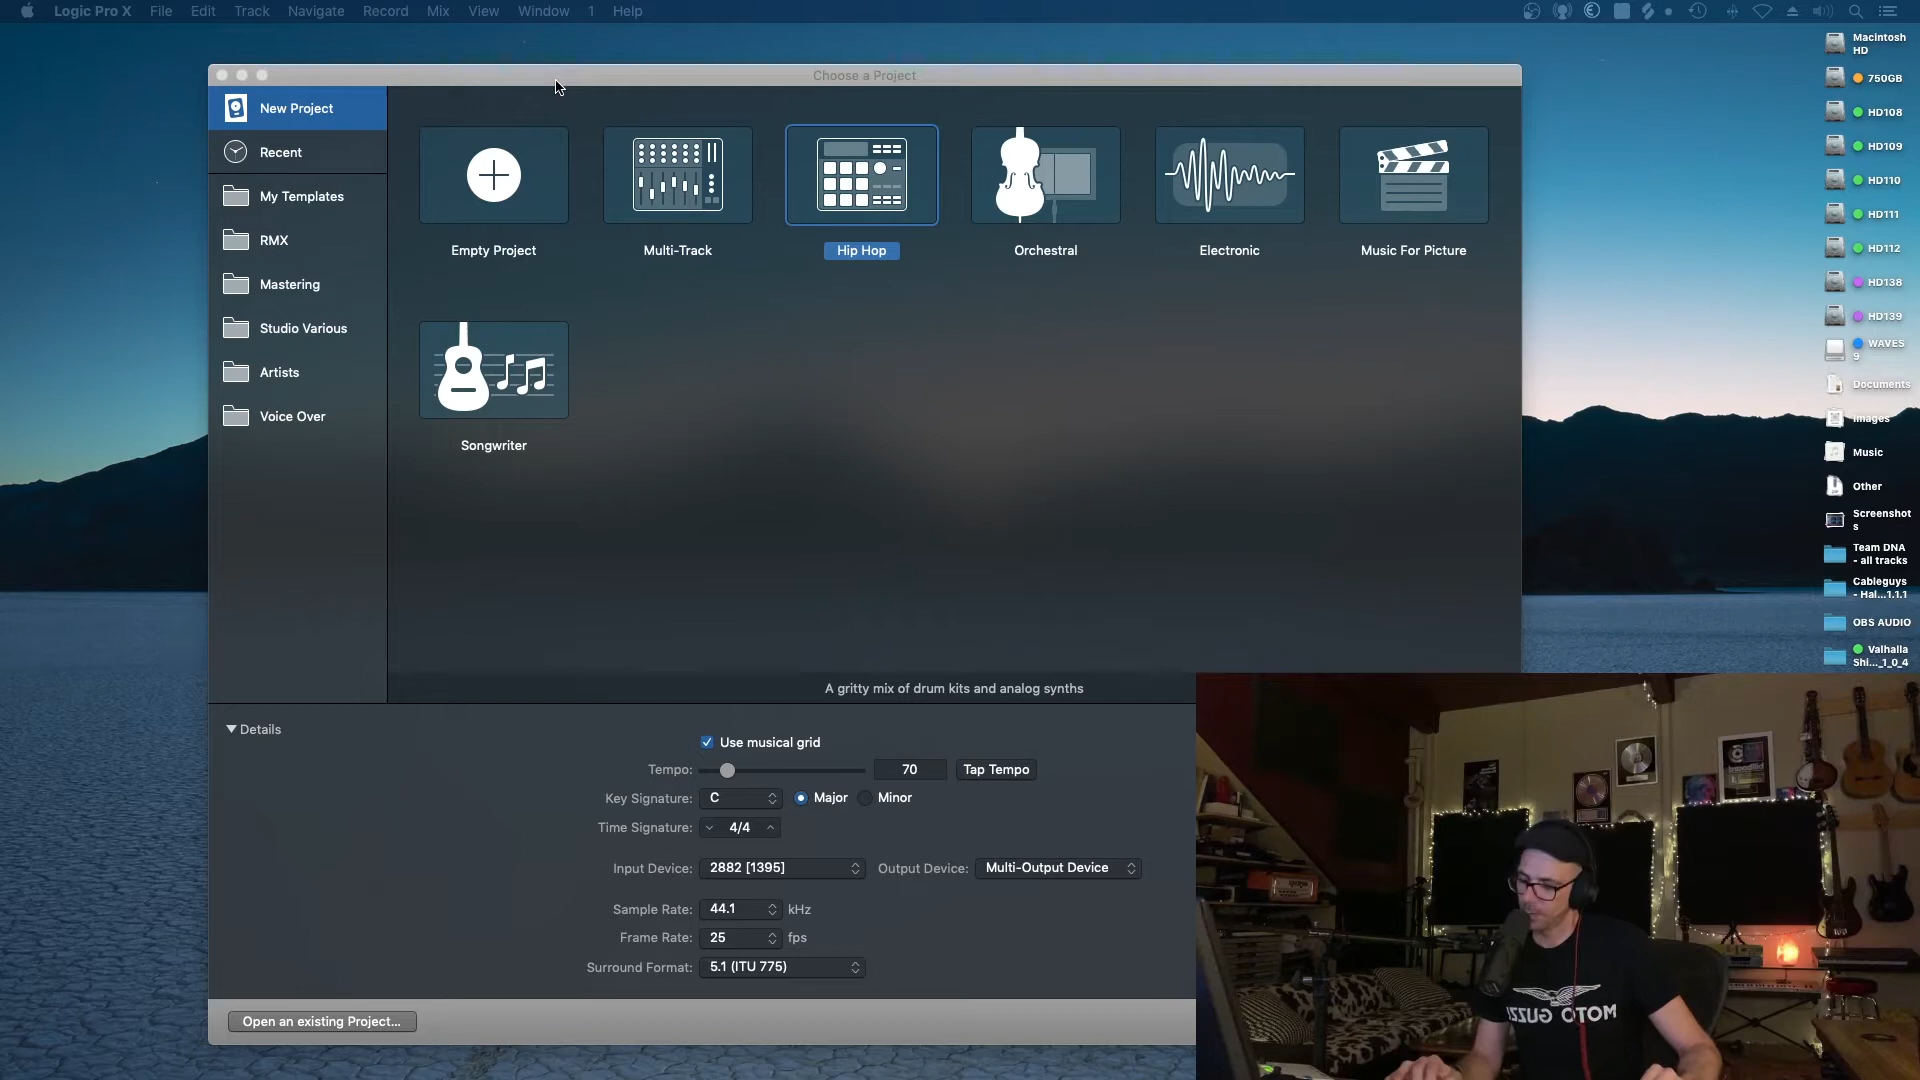 Logic Pro X File Edit Track Navigate Record Mix View Window 1 Help
Choose a Project
New Project
Recent
My Templates
RMX
Mastering
Studio Various
Artists
Voice Over
Empty Project
Multi-Track
Hip Hop
Orchestral
Electronic
Music For Picture
Songwriter
A gritty mix of drum kits and analog synths
Details
Use musical grid
Tempo: 70 Tap Tempo
Key Signature: C Major Minor
Time Signature: 4/4
Input Device: 2882 [1395] Output Device: Multi-Output Device
Sample Rate: 44.1 kHz
Frame Rate: 25 fps
Surround Format: 5.1 (ITU 775)
Open an existing Project...
Macintosh
HD
750GB
HD108
HD109
HD110
HD111
HD112
HD138
HD139
WAVES
9
Documents
Images
Music
Other
Screenshot
s
Team DNA
- all tracks
Cableguys
- Hal...1.1.1
OBS AUDIO
Valhalla
Shi..._1_0_4
MOTO GUZZI